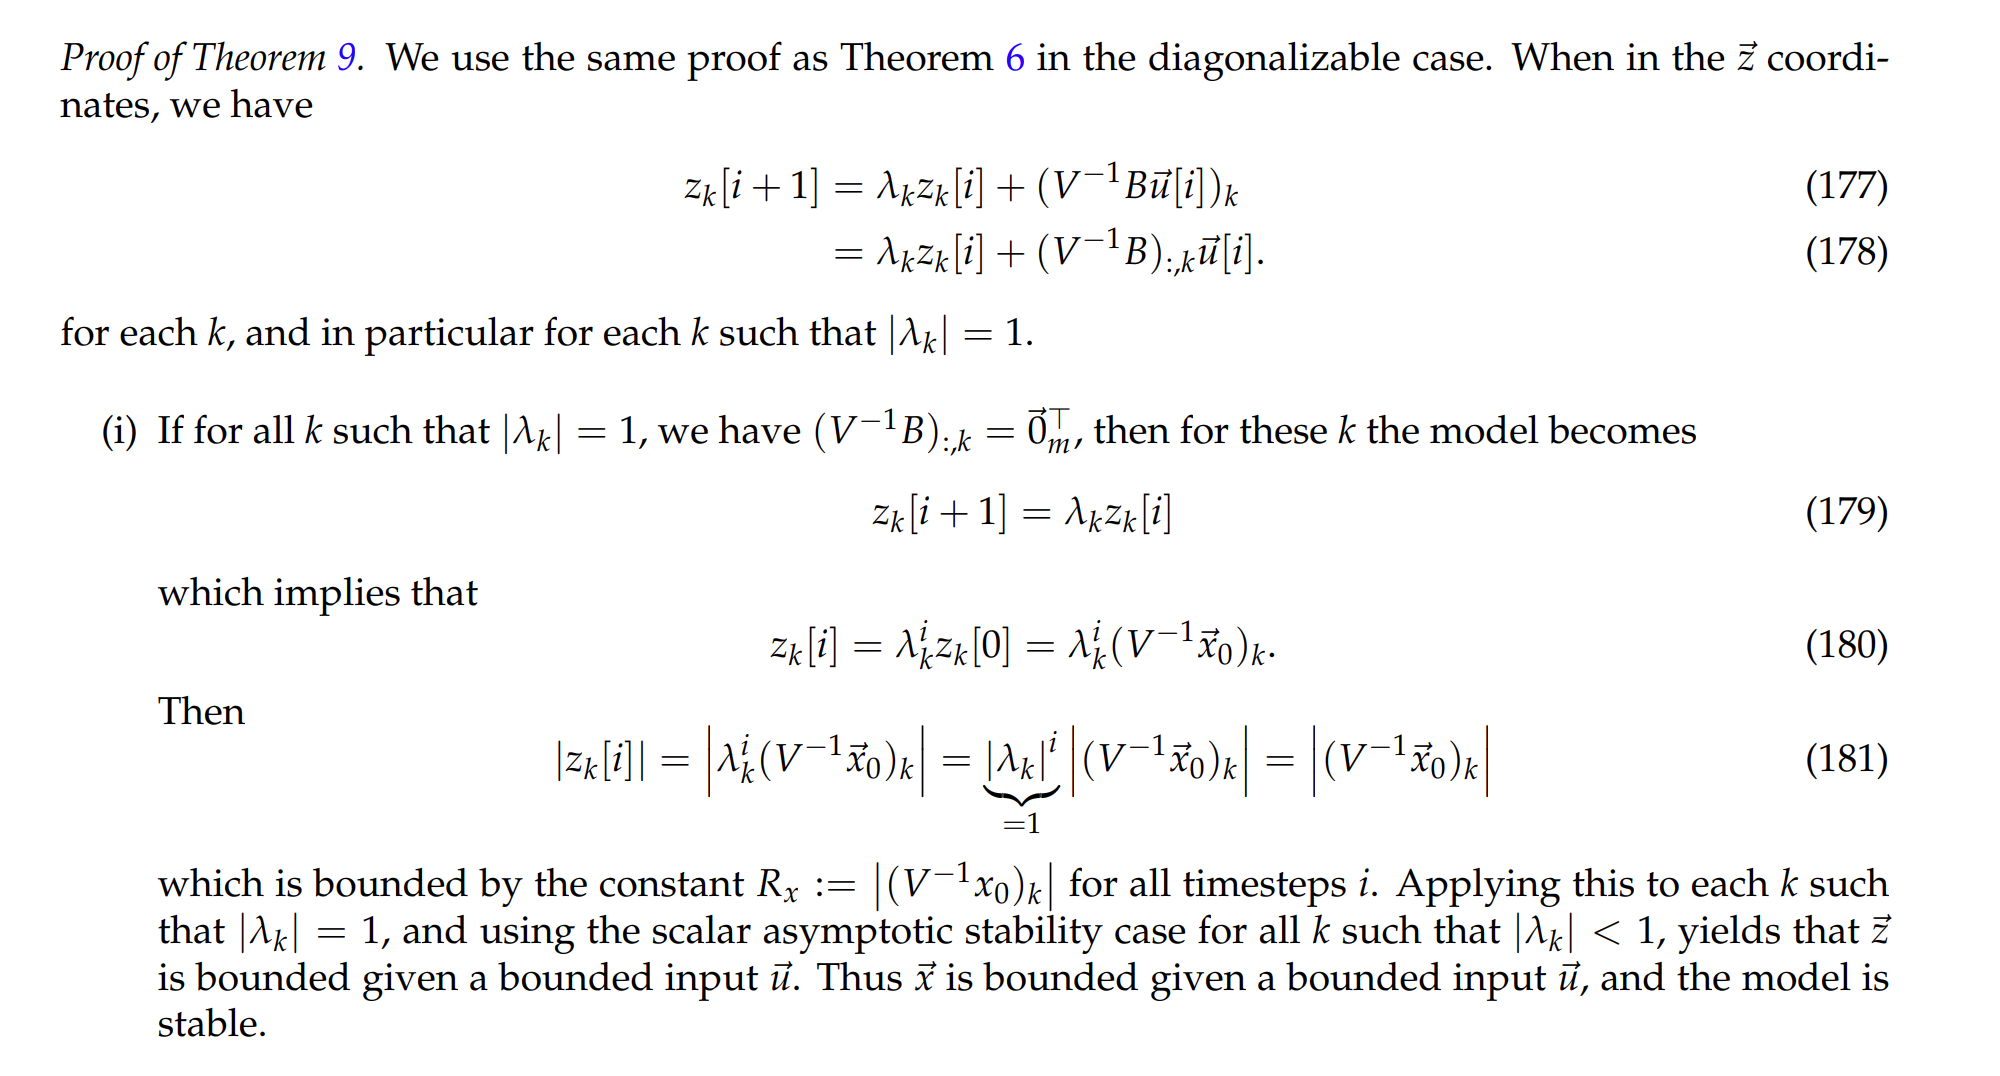 Proof of Theorem 9. We use the same proof as Theorem 6 in the diagonalizable case. When in the $\vec{z}$ coordi-
nates, we have
$z_k[i+1] = \lambda_k z_k[i] + (V^{-1}B\vec{u}[i])_k$ (177)
$= \lambda_k z_k[i] + (V^{-1}B)_{:,k}\vec{u}[i].$ (178)
for each $k$, and in particular for each $k$ such that $|\lambda_k| = 1$.
(i) If for all $k$ such that $|\lambda_k| = 1$, we have $(V^{-1}B)_{:,k} = \vec{0}_m^\top$, then for these $k$ the model becomes
$z_k[i+1] = \lambda_k z_k[i]$ (179)
which implies that
$z_k[i] = \lambda_k^i z_k[0] = \lambda_k^i (V^{-1}\vec{x}_0)_k.$ (180)
Then
$|z_k[i]| = \left|\lambda_k^i (V^{-1}\vec{x}_0)_k\right| = \underbrace{|\lambda_k|^i}_{=1} \left|(V^{-1}\vec{x}_0)_k\right| = \left|(V^{-1}\vec{x}_0)_k\right|$ (181)
which is bounded by the constant $R_x := \left|(V^{-1}x_0)_k\right|$ for all timesteps $i$. Applying this to each $k$ such
that $|\lambda_k| = 1$, and using the scalar asymptotic stability case for all $k$ such that $|\lambda_k| < 1$, yields that $\vec{z}$
is bounded given a bounded input $\vec{u}$. Thus $\vec{x}$ is bounded given a bounded input $\vec{u}$, and the model is
stable.